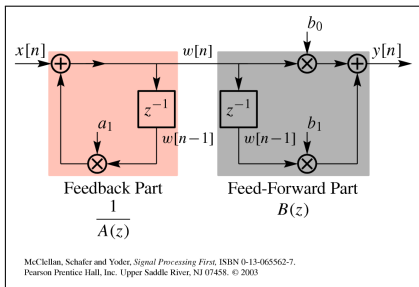 b₀
x[n] w[n] y[n]
z⁻¹ z⁻¹
a₁ w[n−1] w[n−1] b₁
Feedback Part Feed-Forward Part
1
A(z) B(z)
McClellan, Schafer and Yoder, Signal Processing First, ISBN 0-13-065562-7.
Pearson Prentice Hall, Inc. Upper Saddle River, NJ 07458. © 2003